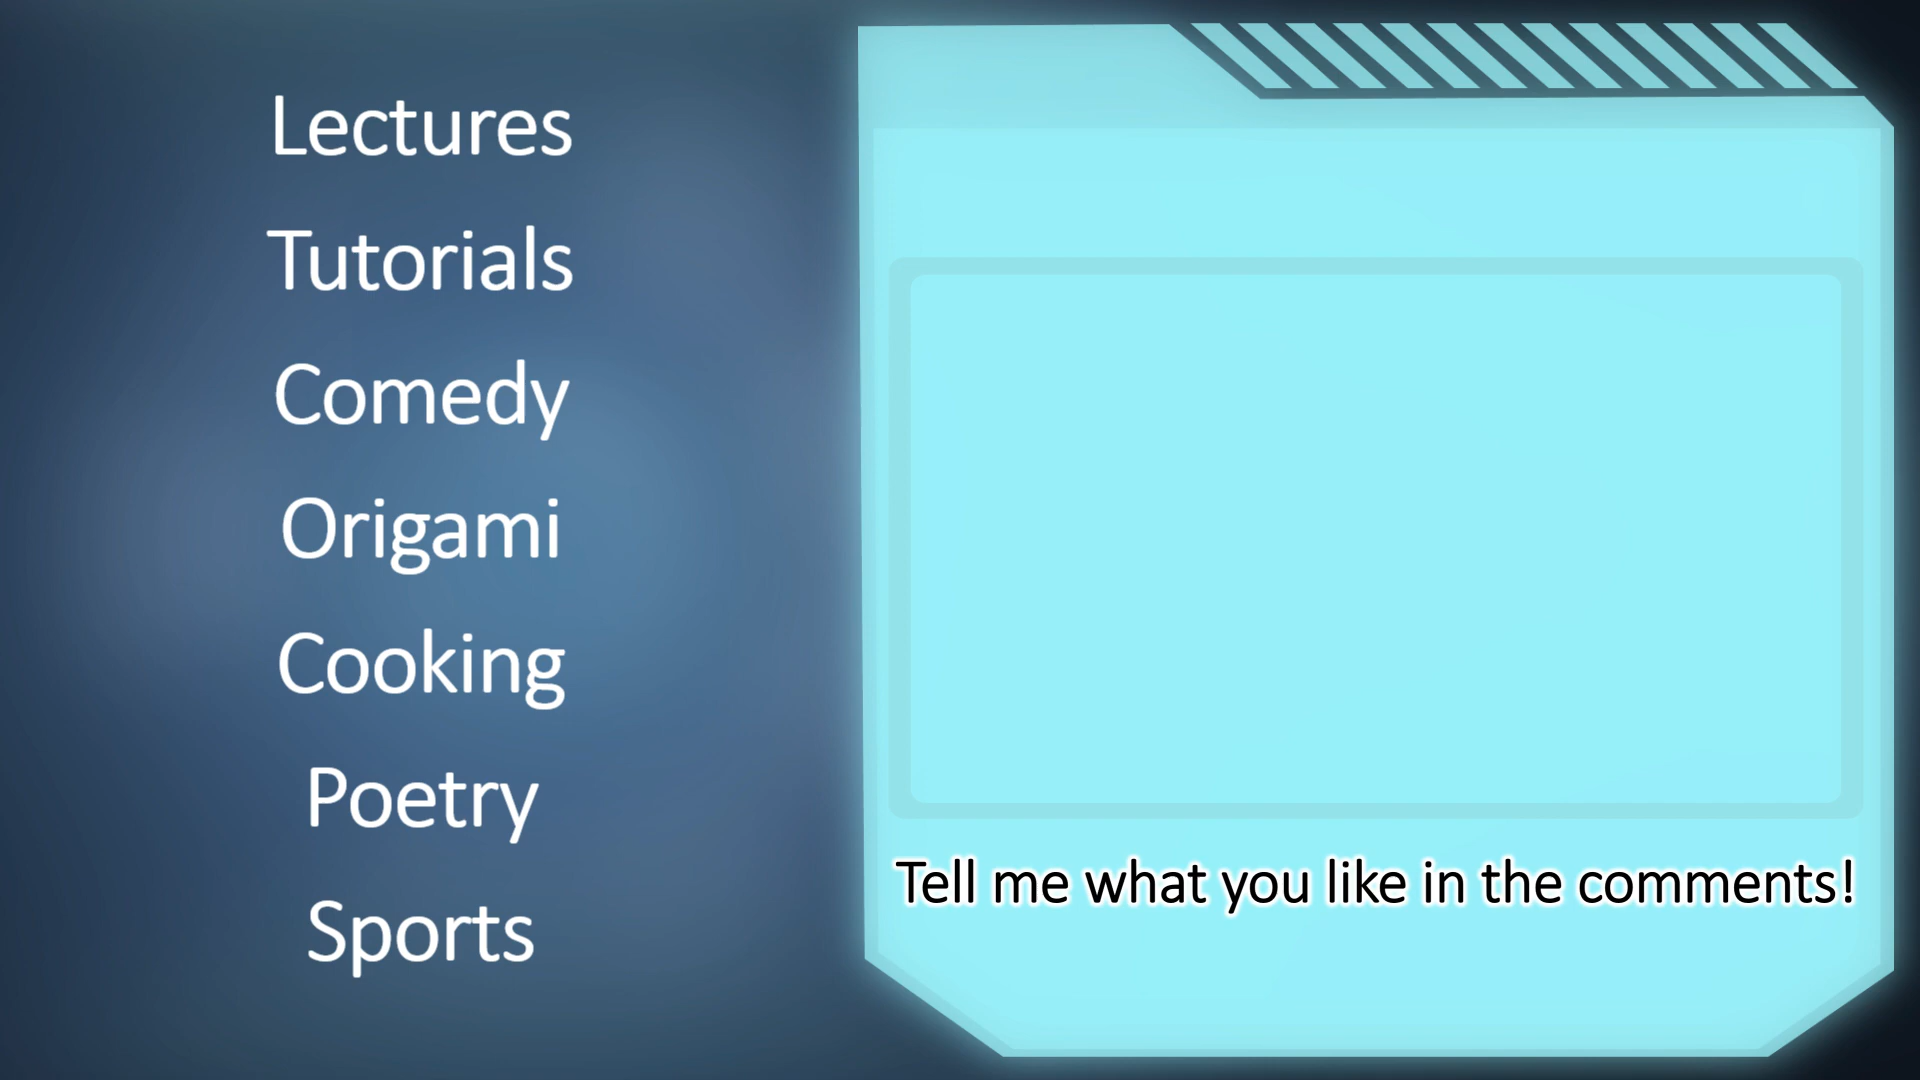 Lectures
Tutorials
Comedy
Origami
Cooking
Poetry
Sports
Tell me what you like in the comments!